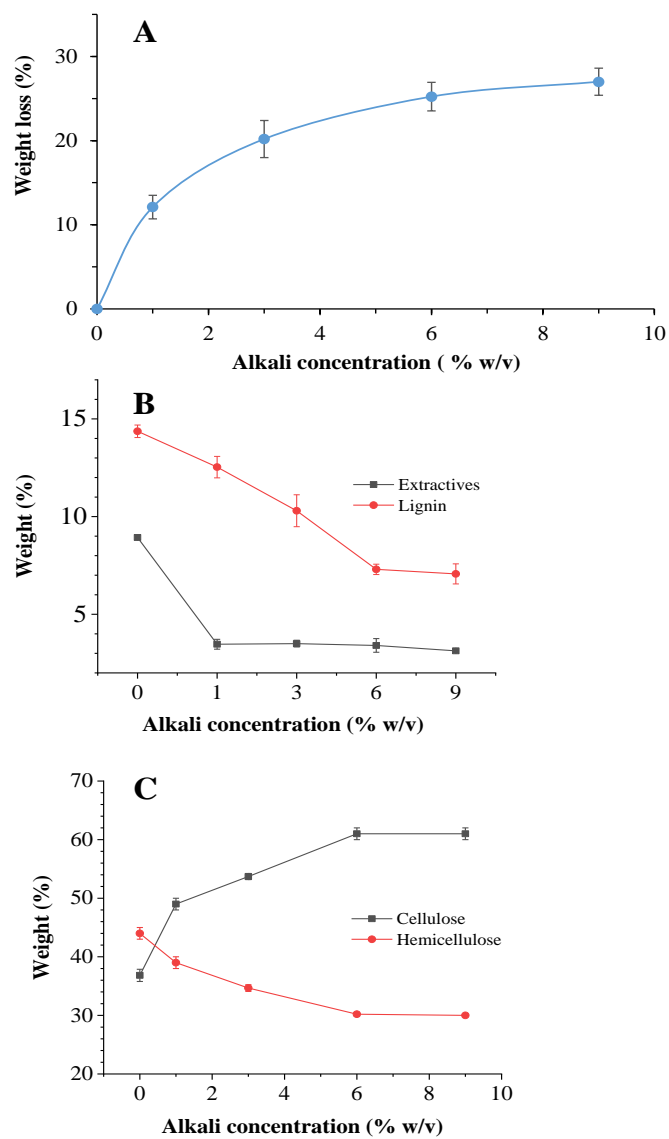 A
Weight loss (%)
30
20
10
0
0 2 4 6 8 10
Alkali concentration ( % w/v)
B
Weight (%)
15
10
5
Extractives
Lignin
0 1 3 6 9
Alkali concentration (% w/v)
C
Weight (%)
70
60
50
40
30
20
Cellulose
Hemicellulose
0 2 4 6 8 10
Alkali concentration (% w/v)